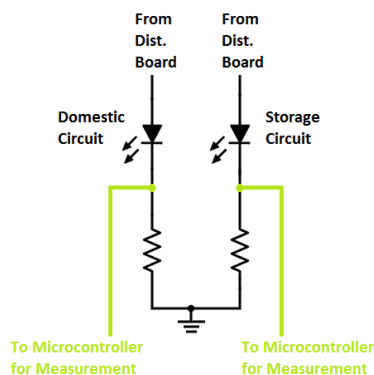 From
Dist.
Board
From
Dist.
Board
Domestic
Circuit
Storage
Circuit
To Microcontroller
for Measurement
To Microcontroller
for Measurement